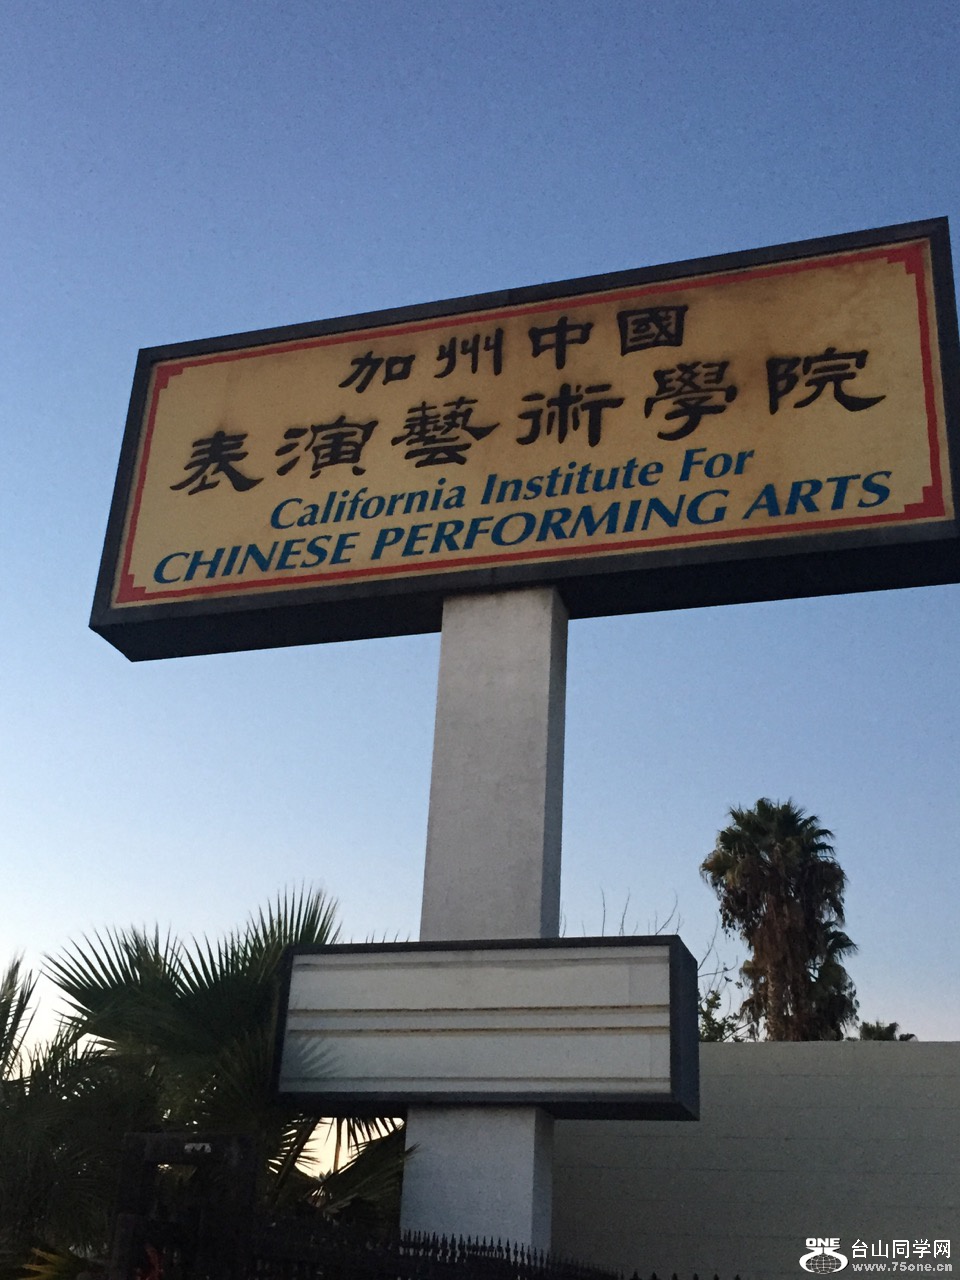 加州中國
表演藝術學院
California Institute For
CHINESE PERFORMING ARTS
ONE
台山同学网
www.75one.cn